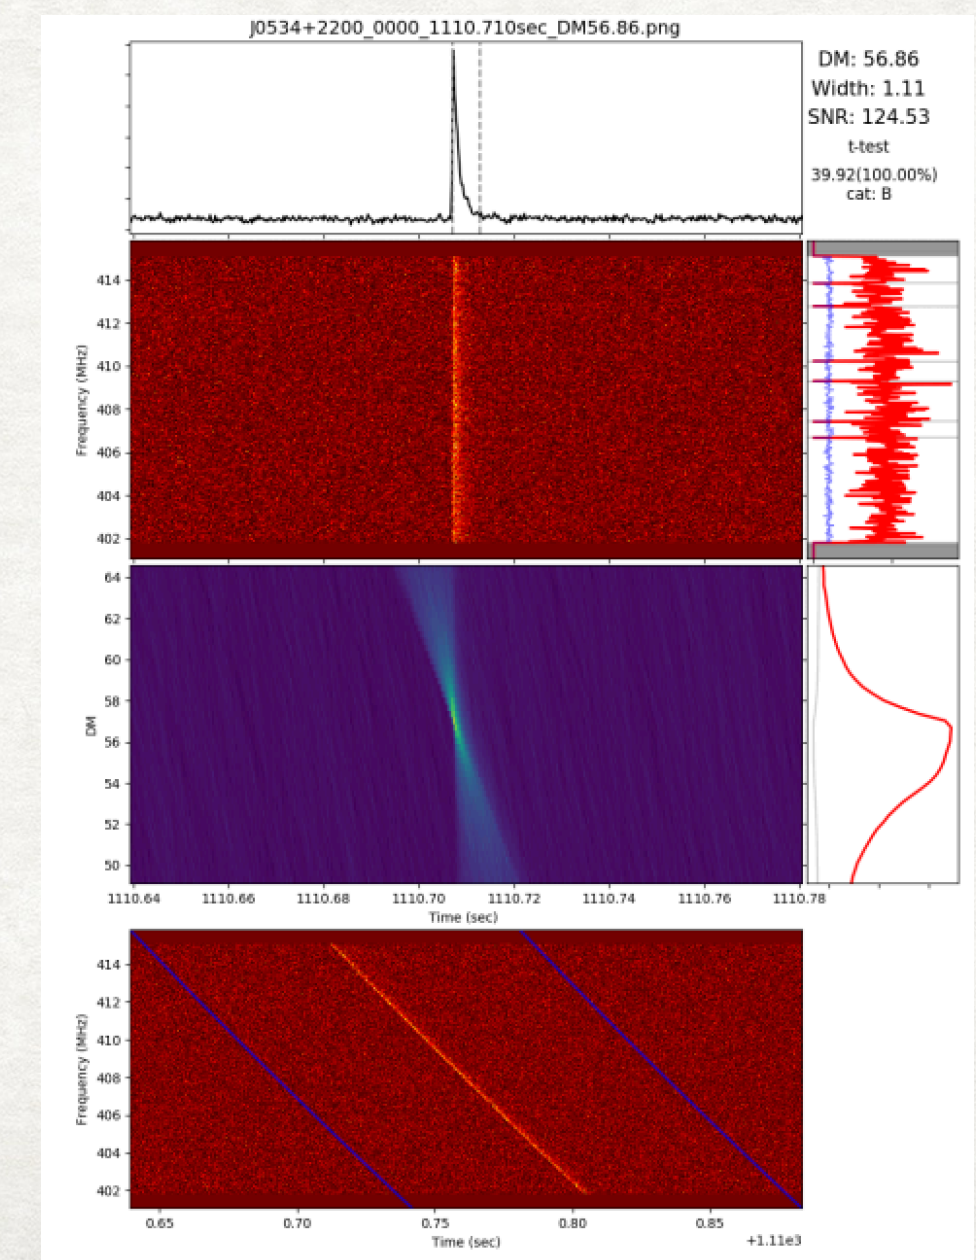 J0534+2200_0000_1110.710sec_DM56.86.png
DM: 56.86
Width: 1.11
SNR: 124.53
t-test
39.92(100.00%)
cat: B
Frequency (MHz)
414
412
410
408
406
404
402
DM
64
62
60
58
56
54
52
50
1110.64 1110.66 1110.68 1110.70 1110.72 1110.74 1110.76 1110.78
Time (sec)
Frequency (MHz)
414
412
410
408
406
404
402
0.65 0.70 0.75 0.80 0.85
Time (sec)
+1.11e3